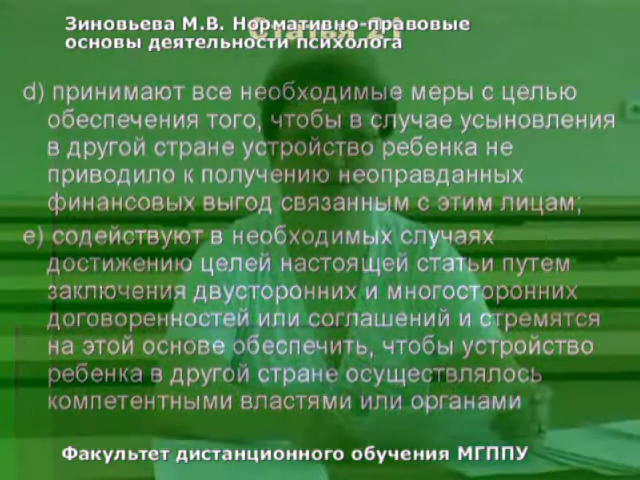 Зиновьева М.В. Нормативно-правовые
основы деятельности психолога
Статья 21
d) принимают все необходимые меры с целью
обеспечения того, чтобы в случае усыновления
в другой стране устройство ребенка не
приводило к получению неоправданных
финансовых выгод связанным с этим лицам;
e) содействуют в необходимых случаях
достижению целей настоящей статьи путем
заключения двусторонних и многосторонних
договоренностей или соглашений и стремятся
на этой основе обеспечить, чтобы устройство
ребенка в другой стране осуществлялось
компетентными властями или органами
Факультет дистанционного обучения МГППУ